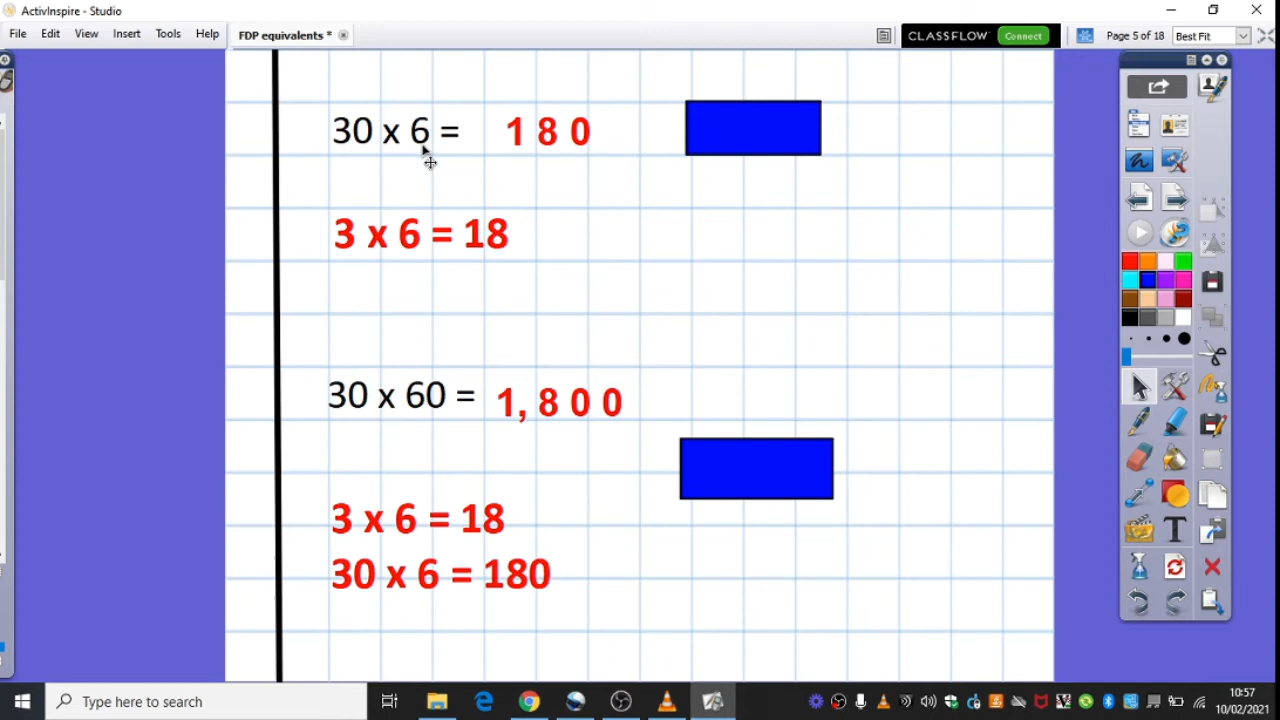 ActivInspire - Studio
File Edit View Insert Tools Help
FDP equivalents *
CLASSFLOW Connect
Page 5 of 18
Best Fit
30 x 6 = 1 8 0
3 x 6 = 18
30 x 60 = 1, 8 0 0
3 x 6 = 18
30 x 6 = 180
T
Type here to search
10:57
10/02/2021